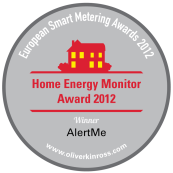 European Smart Metering Awards 2012
Home Energy Monitor
Award 2012
Winner
AlertMe
www.oliverkinross.com